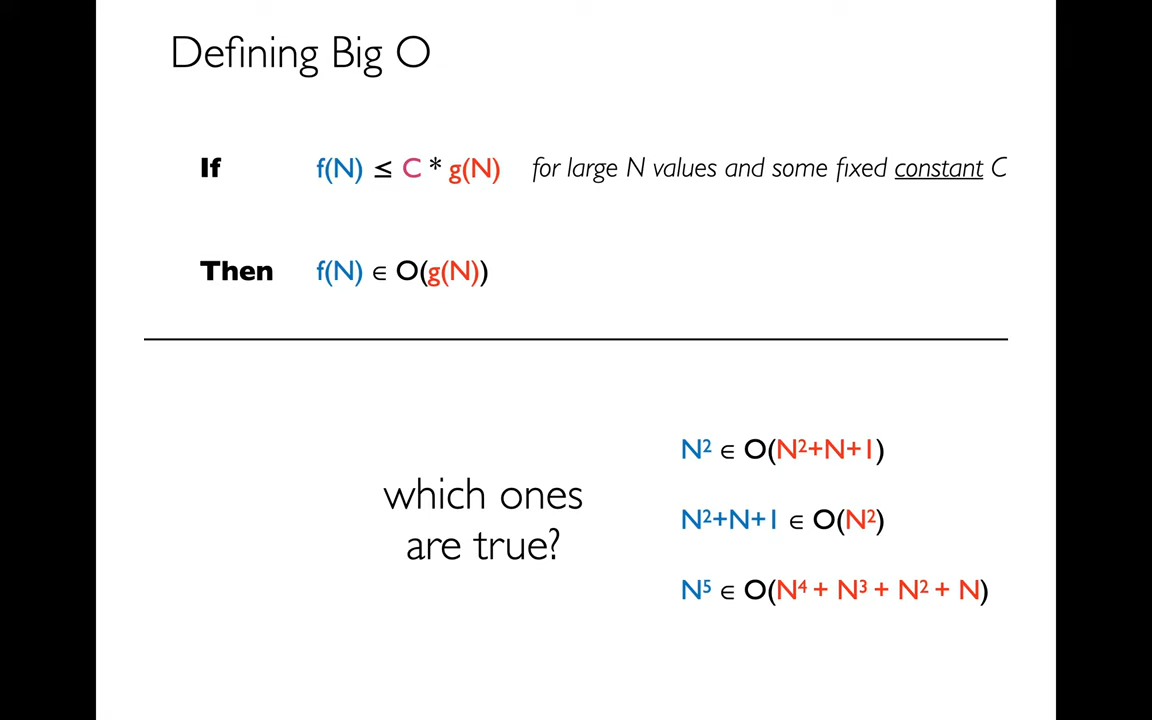 Defining Big O
If f(N) ≤ C * g(N) for large N values and some fixed constant C
Then f(N) ∈ O(g(N))
which ones
are true?
N² ∈ O(N²+N+1)
N²+N+1 ∈ O(N²)
N⁵ ∈ O(N⁴ + N³ + N² + N)